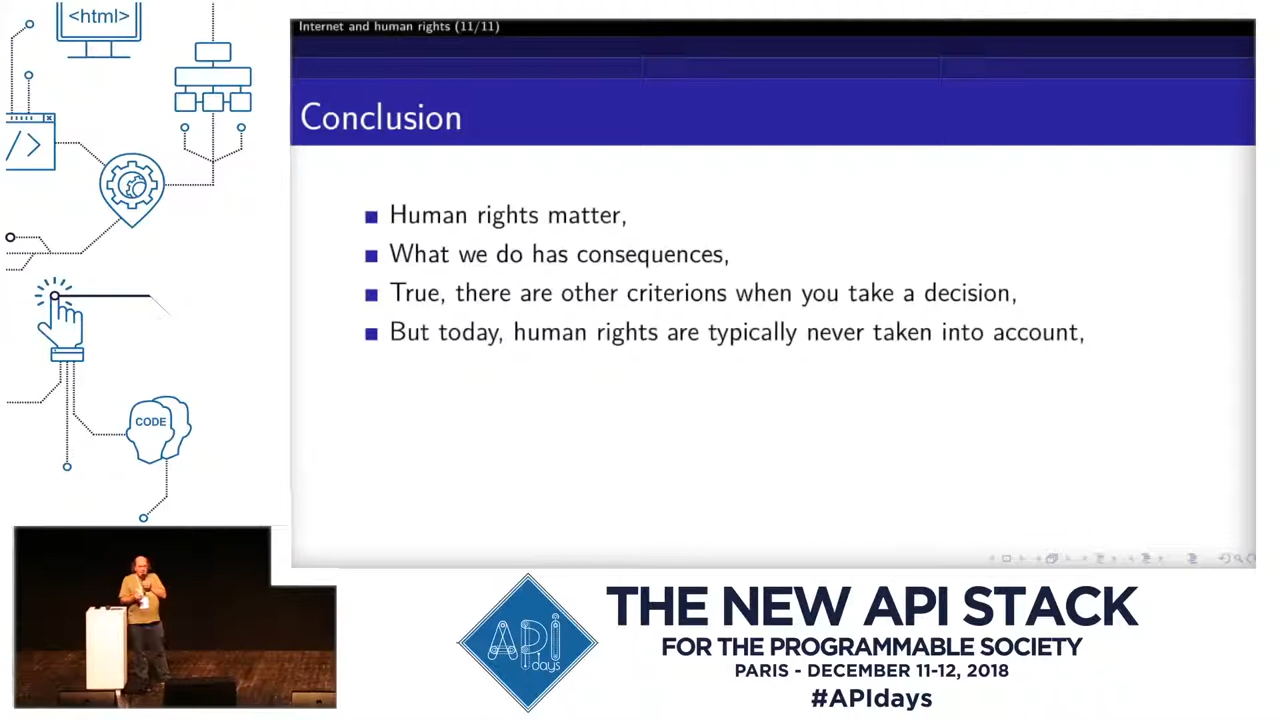 <html>
</>
CODE
Internet and human rights (11/11)
Conclusion
Human rights matter,
What we do has consequences,
True, there are other criterions when you take a decision,
But today, human rights are typically never taken into account,
API
days
THE NEW API STACK
FOR THE PROGRAMMABLE SOCIETY
PARIS - DECEMBER 11-12, 2018
#APIdays